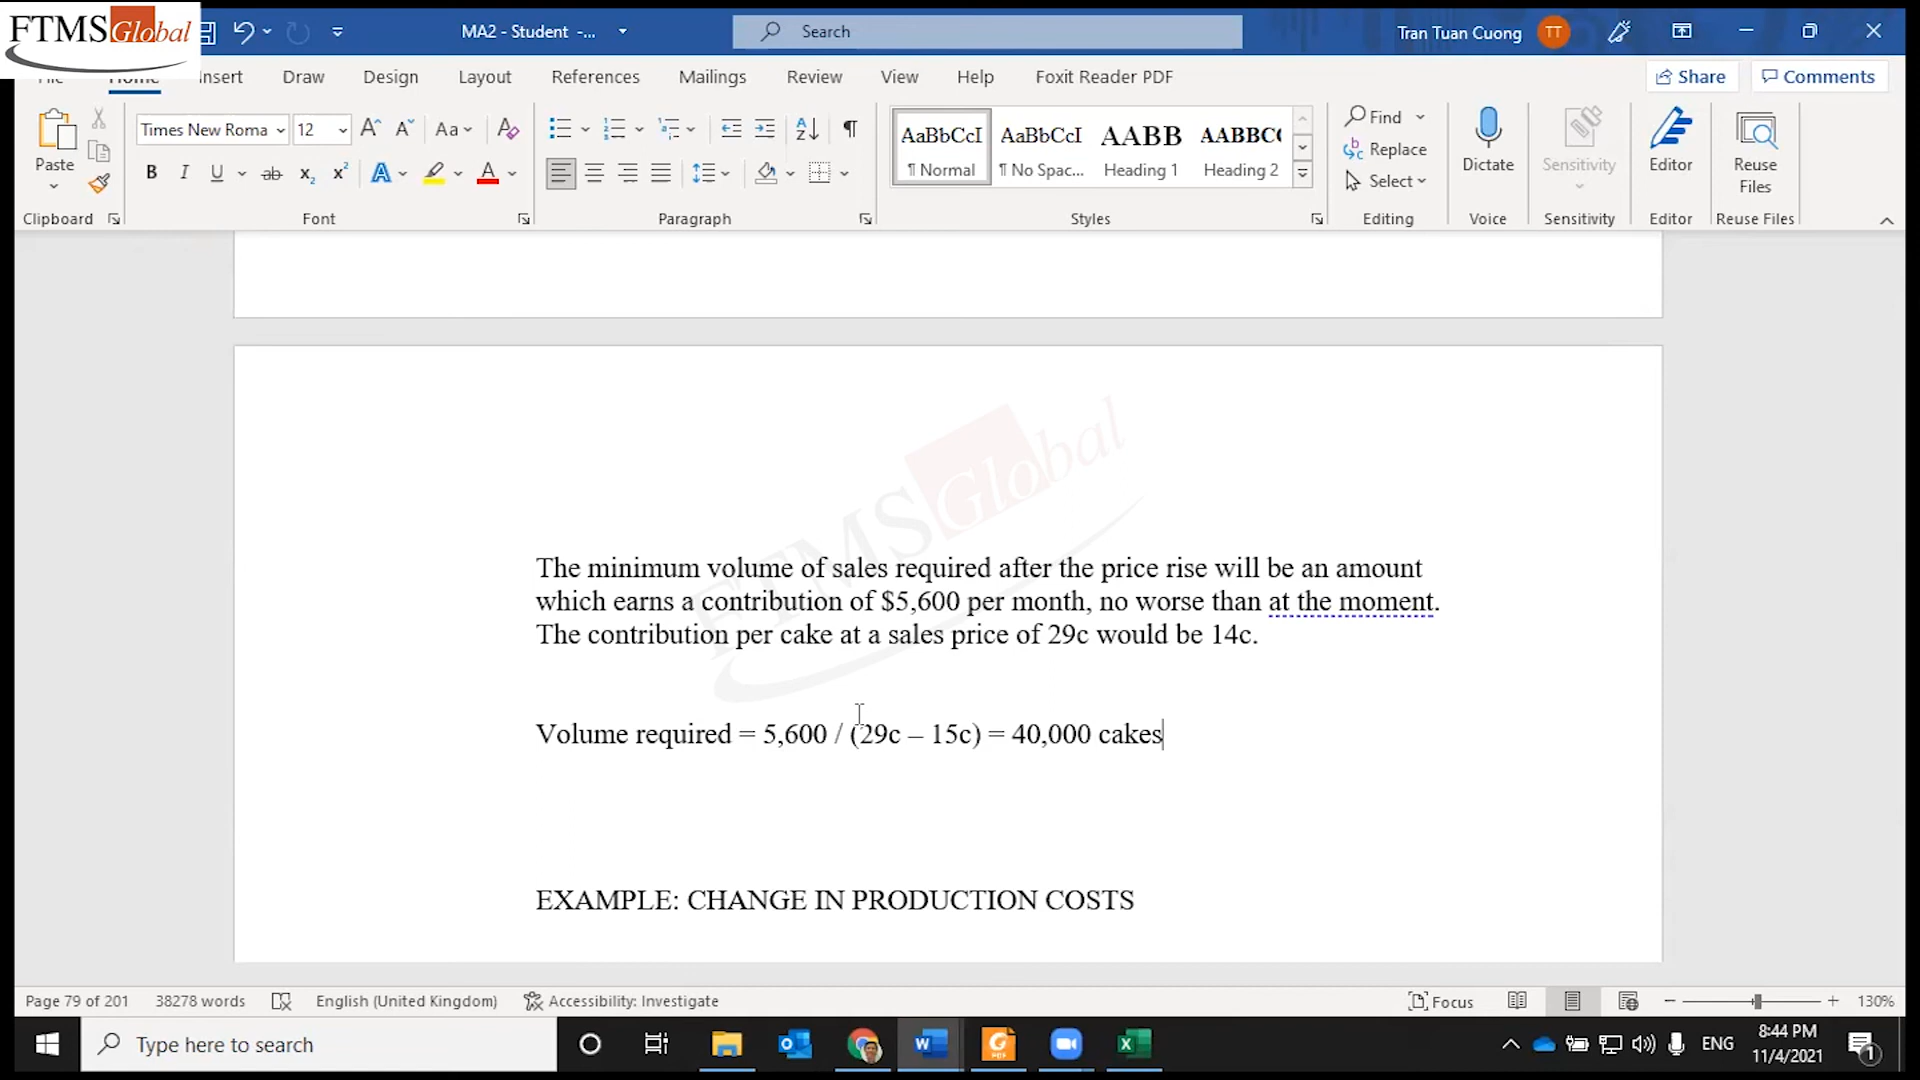 FTMSGlobal
MA2 - Student -...
Search
Tran Tuan Cuong
TT
Home
Insert
Draw
Design
Layout
References
Mailings
Review
View
Help
Foxit Reader PDF
Share
Comments
Paste
Clipboard
Times New Roma
12
Font
Paragraph
AaBbCcI
¶ Normal
AaBbCcI
¶ No Spac...
AABB
Heading 1
AABBC
Heading 2
Styles
Find
Replace
Select
Editing
Dictate
Voice
Sensitivity
Sensitivity
Editor
Editor
Reuse
Files
Reuse Files
FTMSGlobal
The minimum volume of sales required after the price rise will be an amount
which earns a contribution of $5,600 per month, no worse than at the moment.
The contribution per cake at a sales price of 29c would be 14c.
Volume required = 5,600 / (29c – 15c) = 40,000 cakes
EXAMPLE: CHANGE IN PRODUCTION COSTS
Page 79 of 201
38278 words
English (United Kingdom)
Accessibility: Investigate
Focus
130%
Type here to search
ENG
8:44 PM
11/4/2021
1